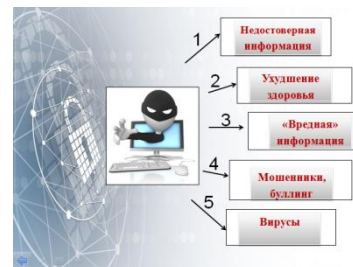 1
Недостоверная
информация
2
Ухудшение
здоровья
3
«Вредная»
информация
4
Мошенники,
буллинг
5
Вирусы